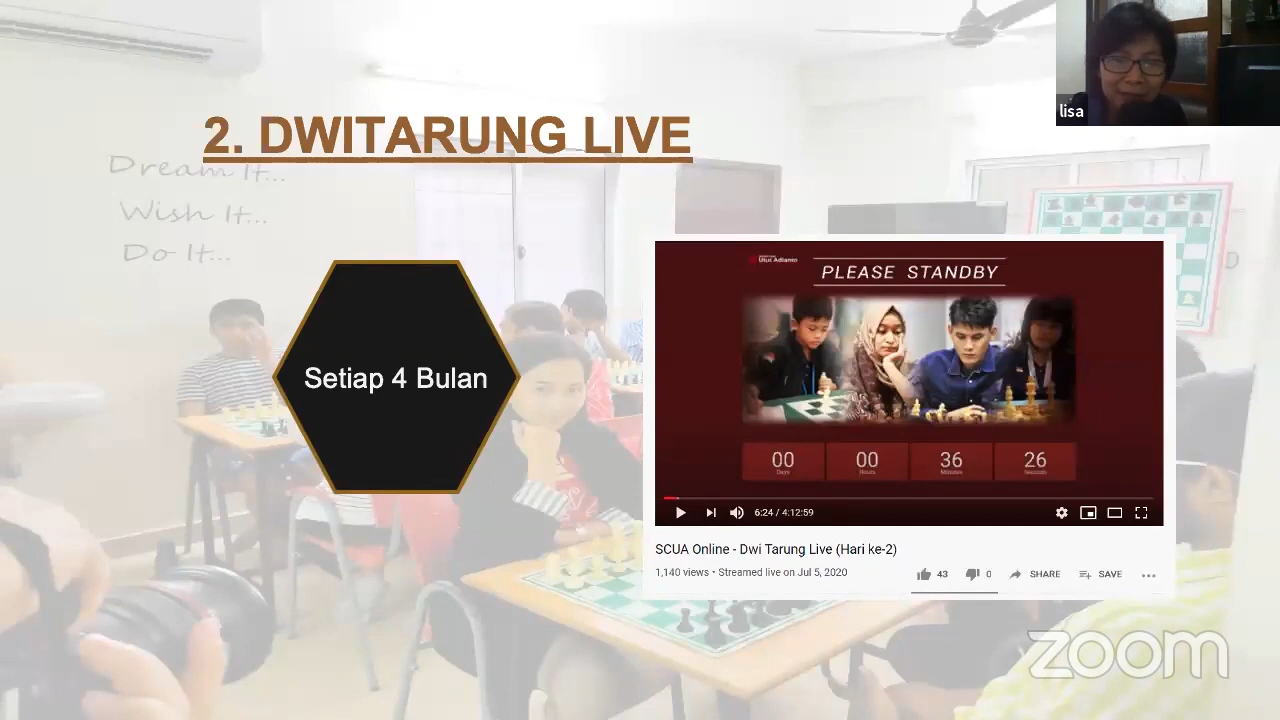 lisa
2. DWITARUNG LIVE
Dream It...
Wish It...
Do It...
Setiap 4 Bulan
Utut Adianto
PLEASE STANDBY
00
00
36
26
Days
Hours
Minutes
Seconds
6:24 / 4:12:59
SCUA Online - Dwi Tarung Live (Hari ke-2)
1,140 views • Streamed live on Jul 5, 2020
43
0
SHARE
SAVE
zoom